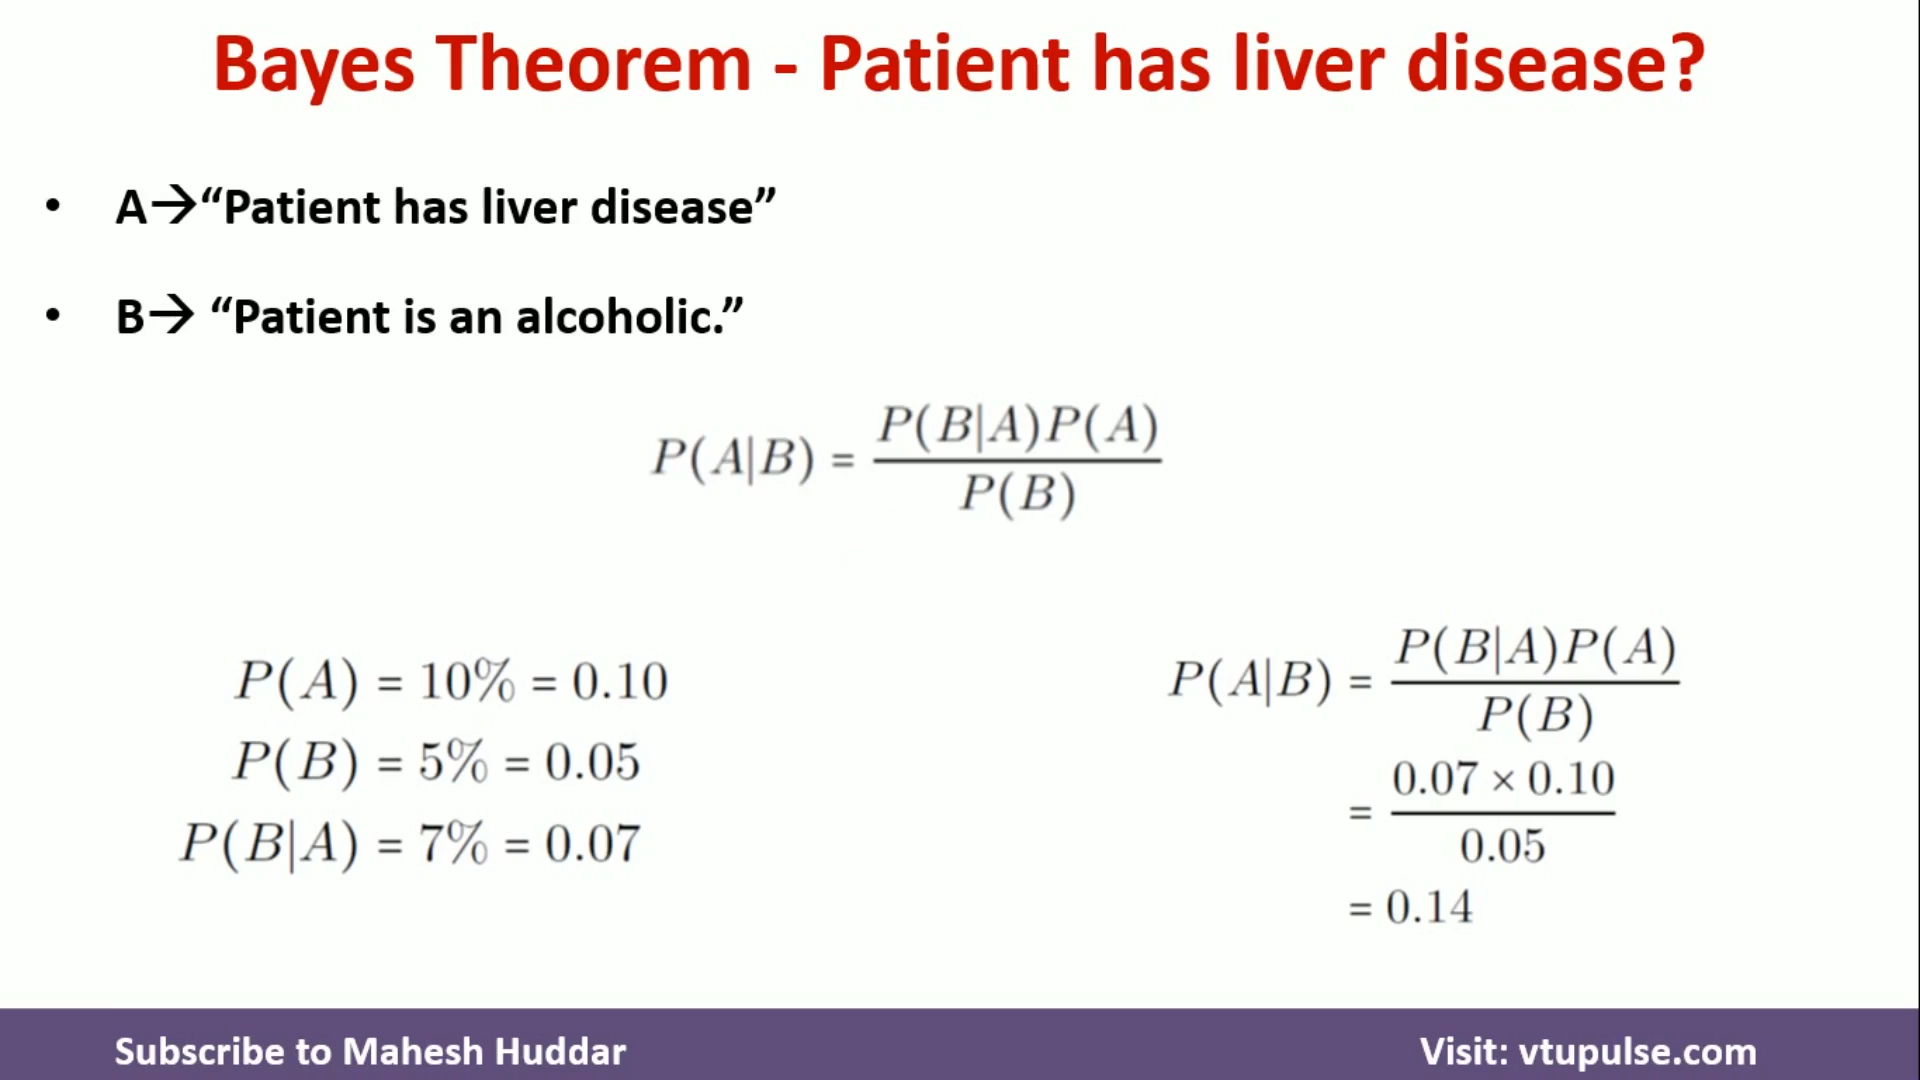 Bayes Theorem - Patient has liver disease?
• A→“Patient has liver disease”
• B→ “Patient is an alcoholic.”
P(A|B) = P(B|A)P(A) / P(B)
P(A) = 10% = 0.10
P(B) = 5% = 0.05
P(B|A) = 7% = 0.07
P(A|B) = P(B|A)P(A) / P(B)
= 0.07 × 0.10 / 0.05
= 0.14
Subscribe to Mahesh Huddar
Visit: vtupulse.com